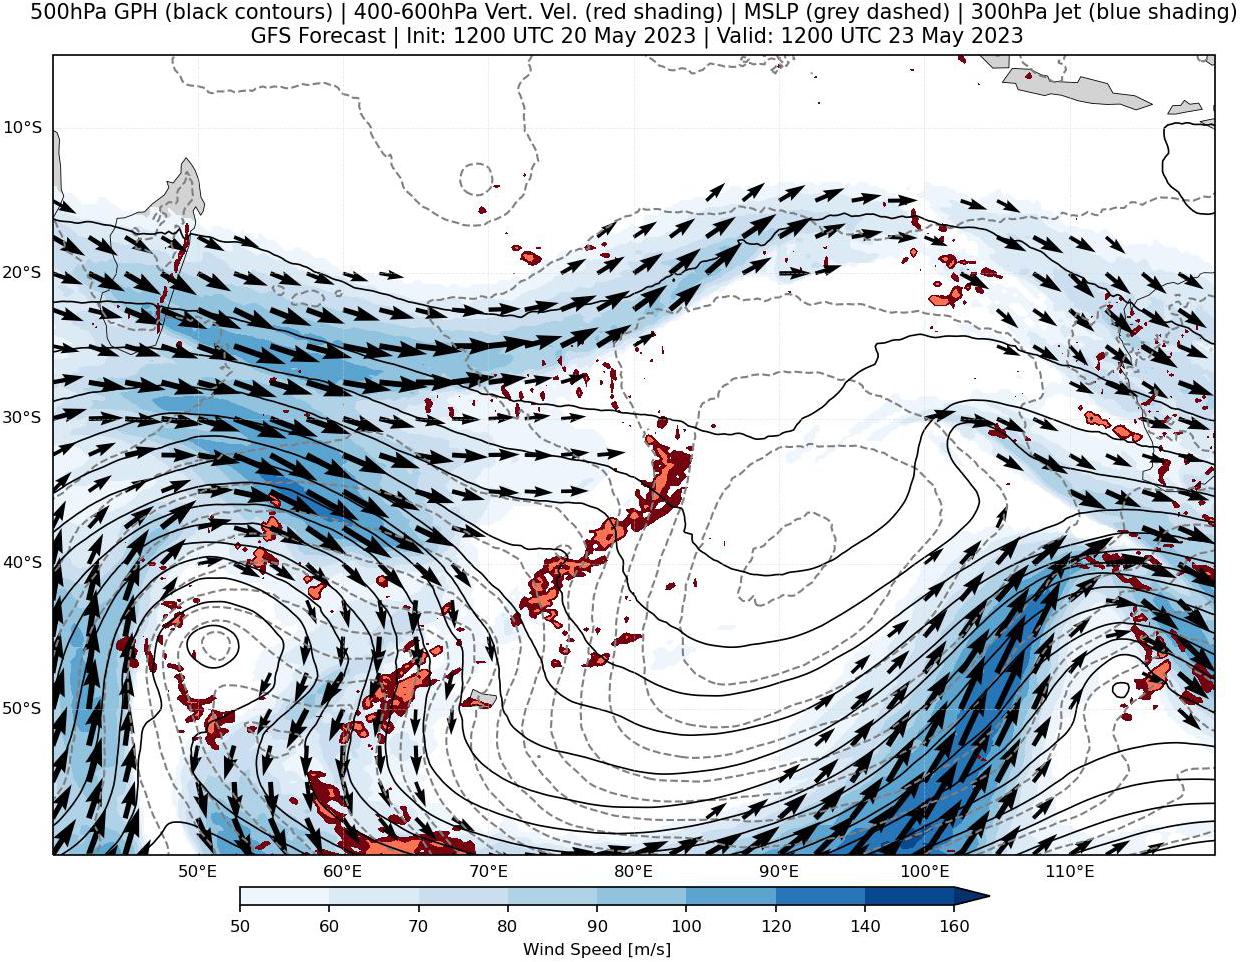 500hPa GPH (black contours) | 400-600hPa Vert. Vel. (red shading) | MSLP (grey dashed) | 300hPa Jet (blue shading)
GFS Forecast | Init: 1200 UTC 20 May 2023 | Valid: 1200 UTC 23 May 2023
10°S
20°S
30°S
40°S
50°S
50°E 60°E 70°E 80°E 90°E 100°E 110°E
50 60 70 80 90 100 120 140 160
Wind Speed [m/s]